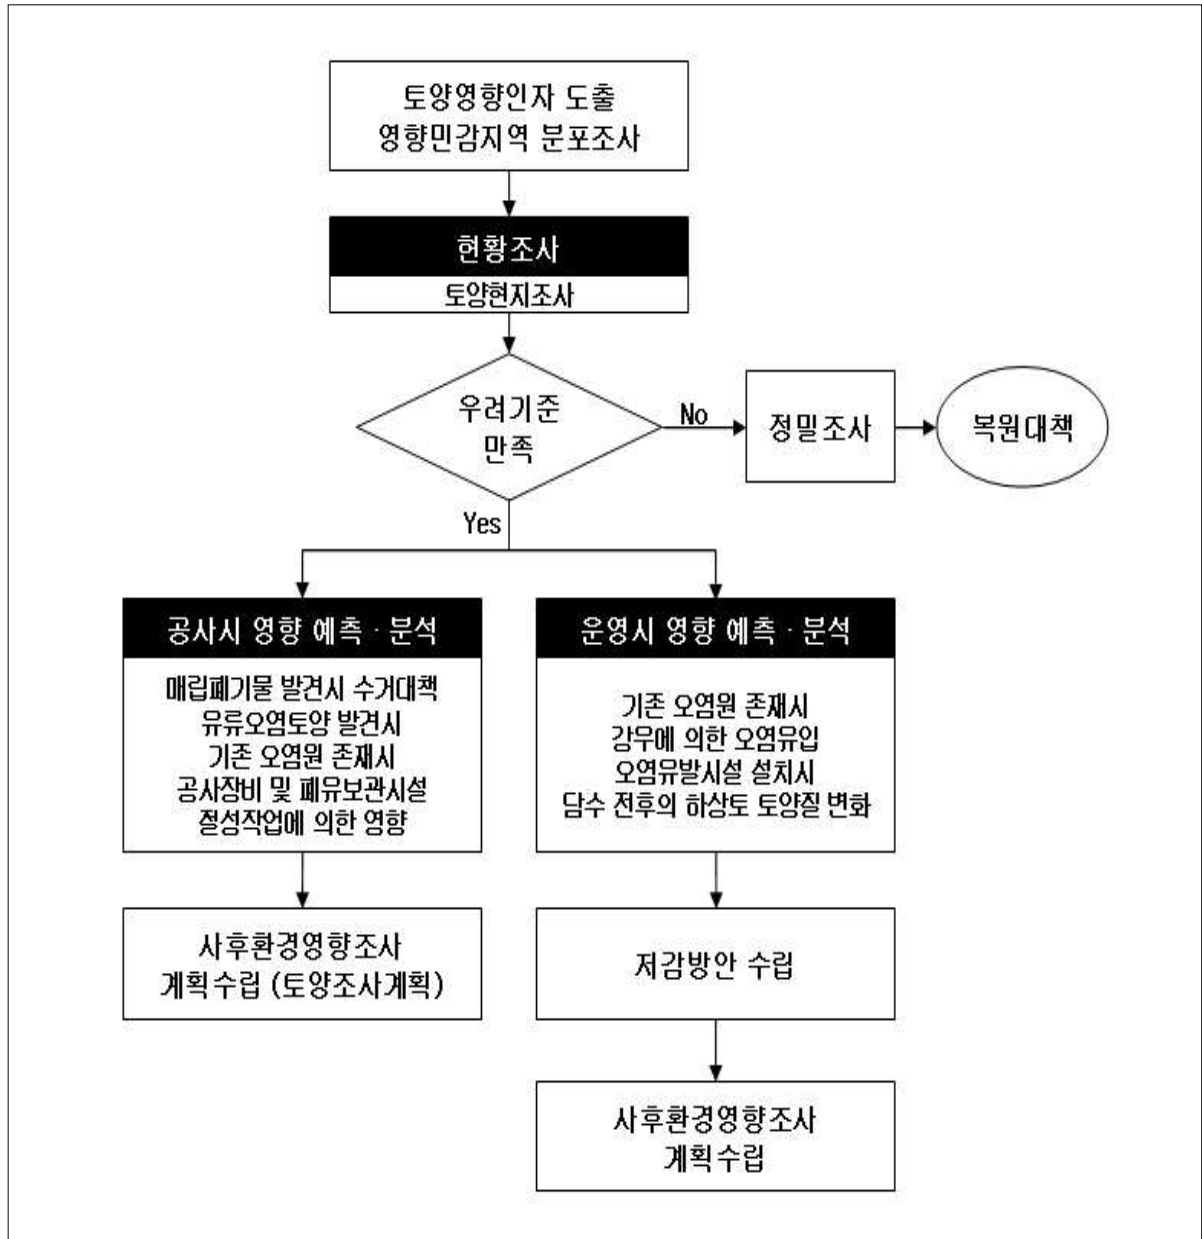 토양영향인자 도출
영향민감지역 분포조사
현황조사
토양현지조사
우려기준
만족
No
정밀조사
복원대책
Yes
공사시 영향 예측 · 분석
매립폐기물 발견시 수거대책
유류오염토양 발견시
기존 오염원 존재시
공사장비 및 폐유보관시설
절성작업에 의한 영향
사후환경영향조사
계획수립 (토양조사계획)
운영시 영향 예측 · 분석
기존 오염원 존재시
강우에 의한 오염유입
오염유발시설 설치시
담수 전후의 하상토 토양질 변화
저감방안 수립
사후환경영향조사
계획수립